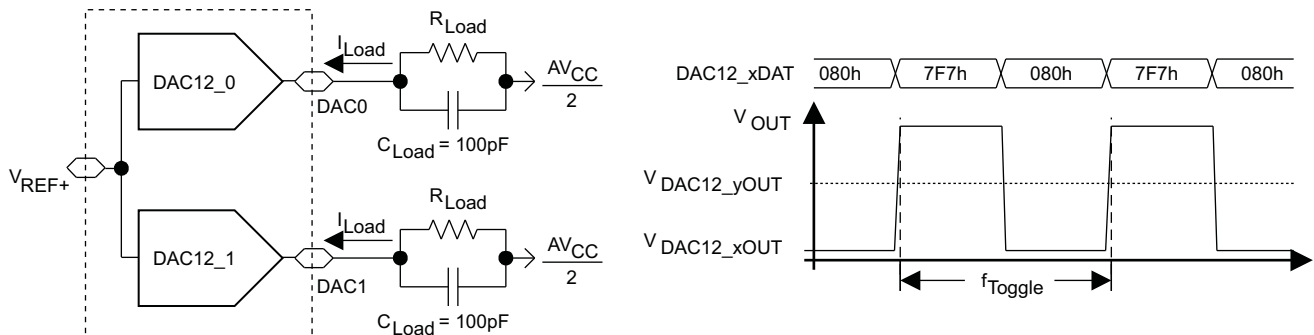 R Load
I Load
AV CC
2
DAC12_0
DAC0
C Load = 100pF
V REF+
R Load
I Load
AV CC
2
DAC12_1
DAC1
C Load = 100pF
DAC12_xDAT 080h 7F7h 080h 7F7h 080h
V OUT
V DAC12_yOUT
V DAC12_xOUT
f Toggle